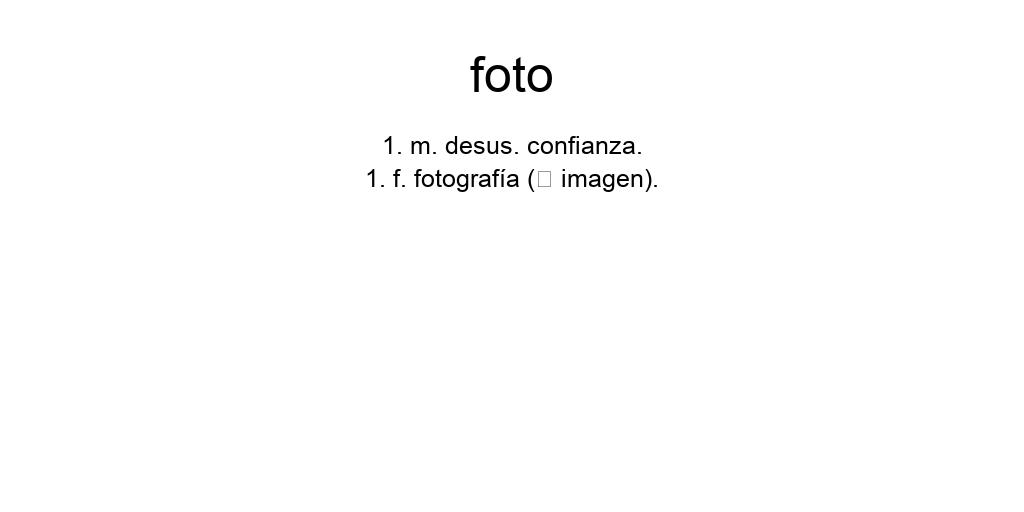 foto
1. m. desus. confianza.
1. f. fotografía (□ imagen).